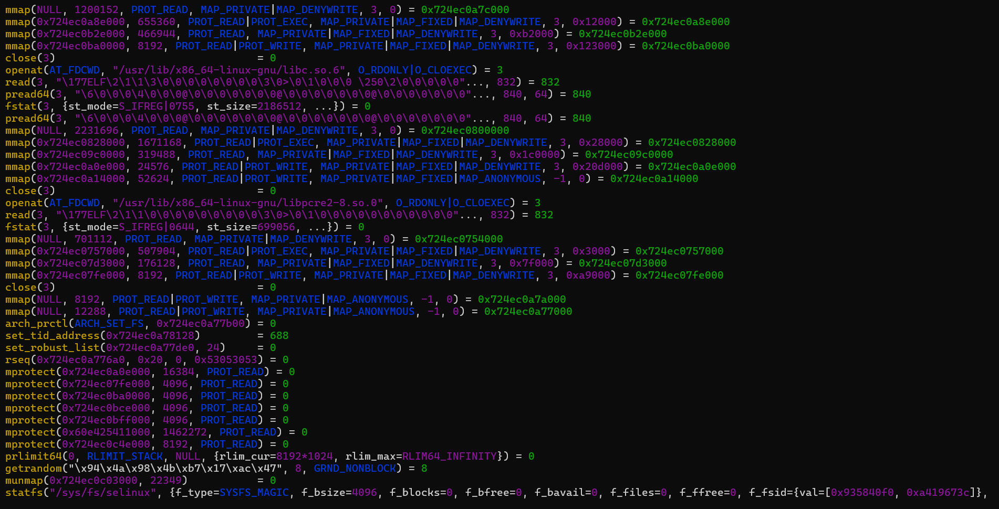 mmap(NULL, 1200152, PROT_READ, MAP_PRIVATE|MAP_DENYWRITE, 3, 0) = 0x724ec0a7c000
mmap(0x724ec0a8e000, 655360, PROT_READ|PROT_EXEC, MAP_PRIVATE|MAP_FIXED|MAP_DENYWRITE, 3, 0x12000) = 0x724ec0a8e000
mmap(0x724ec0b2e000, 466944, PROT_READ, MAP_PRIVATE|MAP_FIXED|MAP_DENYWRITE, 3, 0xb2000) = 0x724ec0b2e000
mmap(0x724ec0ba0000, 8192, PROT_READ|PROT_WRITE, MAP_PRIVATE|MAP_FIXED|MAP_DENYWRITE, 3, 0x123000) = 0x724ec0ba0000
close(3)                                = 0
openat(AT_FDCWD, "/usr/lib/x86_64-linux-gnu/libc.so.6", O_RDONLY|O_CLOEXEC) = 3
read(3, "\177ELF\2\1\1\3\0\0\0\0\0\0\0\0\3\0>\0\1\0\0\0 \250\2\0\0\0\0\0"..., 832) = 832
pread64(3, "\6\0\0\0\4\0\0\0@\0\0\0\0\0\0\0@\0\0\0\0\0\0\0@\0\0\0\0\0\0\0"..., 840, 64) = 840
fstat(3, {st_mode=S_IFREG|0755, st_size=2186512, ...}) = 0
pread64(3, "\6\0\0\0\4\0\0\0@\0\0\0\0\0\0\0@\0\0\0\0\0\0\0@\0\0\0\0\0\0\0"..., 840, 64) = 840
mmap(NULL, 2231696, PROT_READ, MAP_PRIVATE|MAP_DENYWRITE, 3, 0) = 0x724ec0800000
mmap(0x724ec0828000, 1671168, PROT_READ|PROT_EXEC, MAP_PRIVATE|MAP_FIXED|MAP_DENYWRITE, 3, 0x28000) = 0x724ec0828000
mmap(0x724ec09c0000, 319488, PROT_READ, MAP_PRIVATE|MAP_FIXED|MAP_DENYWRITE, 3, 0x1c0000) = 0x724ec09c0000
mmap(0x724ec0a0e000, 24576, PROT_READ|PROT_WRITE, MAP_PRIVATE|MAP_FIXED|MAP_DENYWRITE, 3, 0x20d000) = 0x724ec0a0e000
mmap(0x724ec0a14000, 52624, PROT_READ|PROT_WRITE, MAP_PRIVATE|MAP_FIXED|MAP_ANONYMOUS, -1, 0) = 0x724ec0a14000
close(3)                                = 0
openat(AT_FDCWD, "/usr/lib/x86_64-linux-gnu/libpcre2-8.so.0", O_RDONLY|O_CLOEXEC) = 3
read(3, "\177ELF\2\1\1\0\0\0\0\0\0\0\0\0\3\0>\0\1\0\0\0\0\0\0\0\0\0\0\0"..., 832) = 832
fstat(3, {st_mode=S_IFREG|0644, st_size=699056, ...}) = 0
mmap(NULL, 701112, PROT_READ, MAP_PRIVATE|MAP_DENYWRITE, 3, 0) = 0x724ec0754000
mmap(0x724ec0757000, 507904, PROT_READ|PROT_EXEC, MAP_PRIVATE|MAP_FIXED|MAP_DENYWRITE, 3, 0x3000) = 0x724ec0757000
mmap(0x724ec07d3000, 176128, PROT_READ, MAP_PRIVATE|MAP_FIXED|MAP_DENYWRITE, 3, 0x7f000) = 0x724ec07d3000
mmap(0x724ec07fe000, 8192, PROT_READ|PROT_WRITE, MAP_PRIVATE|MAP_FIXED|MAP_DENYWRITE, 3, 0xa9000) = 0x724ec07fe000
close(3)                                = 0
mmap(NULL, 8192, PROT_READ|PROT_WRITE, MAP_PRIVATE|MAP_ANONYMOUS, -1, 0) = 0x724ec0a7a000
mmap(NULL, 12288, PROT_READ|PROT_WRITE, MAP_PRIVATE|MAP_ANONYMOUS, -1, 0) = 0x724ec0a77000
arch_prctl(ARCH_SET_FS, 0x724ec0a77b00) = 0
set_tid_address(0x724ec0a78128)         = 688
set_robust_list(0x724ec0a77de0, 24)     = 0
rseq(0x724ec0a776a0, 0x20, 0, 0x53053053) = 0
mprotect(0x724ec0a0e000, 16384, PROT_READ) = 0
mprotect(0x724ec07fe000, 4096, PROT_READ) = 0
mprotect(0x724ec0ba0000, 4096, PROT_READ) = 0
mprotect(0x724ec0bce000, 4096, PROT_READ) = 0
mprotect(0x724ec0bff000, 4096, PROT_READ) = 0
mprotect(0x60e425411000, 1462272, PROT_READ) = 0
mprotect(0x724ec0c4e000, 8192, PROT_READ) = 0
prlimit64(0, RLIMIT_STACK, NULL, {rlim_cur=8192*1024, rlim_max=RLIM64_INFINITY}) = 0
getrandom("\x94\x4a\x98\x4b\xb7\x17\xac\x47", 8, GRND_NONBLOCK) = 8
munmap(0x724ec0c03000, 22349)           = 0
statfs("/sys/fs/selinux", {f_type=SYSFS_MAGIC, f_bsize=4096, f_blocks=0, f_bfree=0, f_bavail=0, f_files=0, f_ffree=0, f_fsid={val=[0x935840f0, 0xa419673c]},